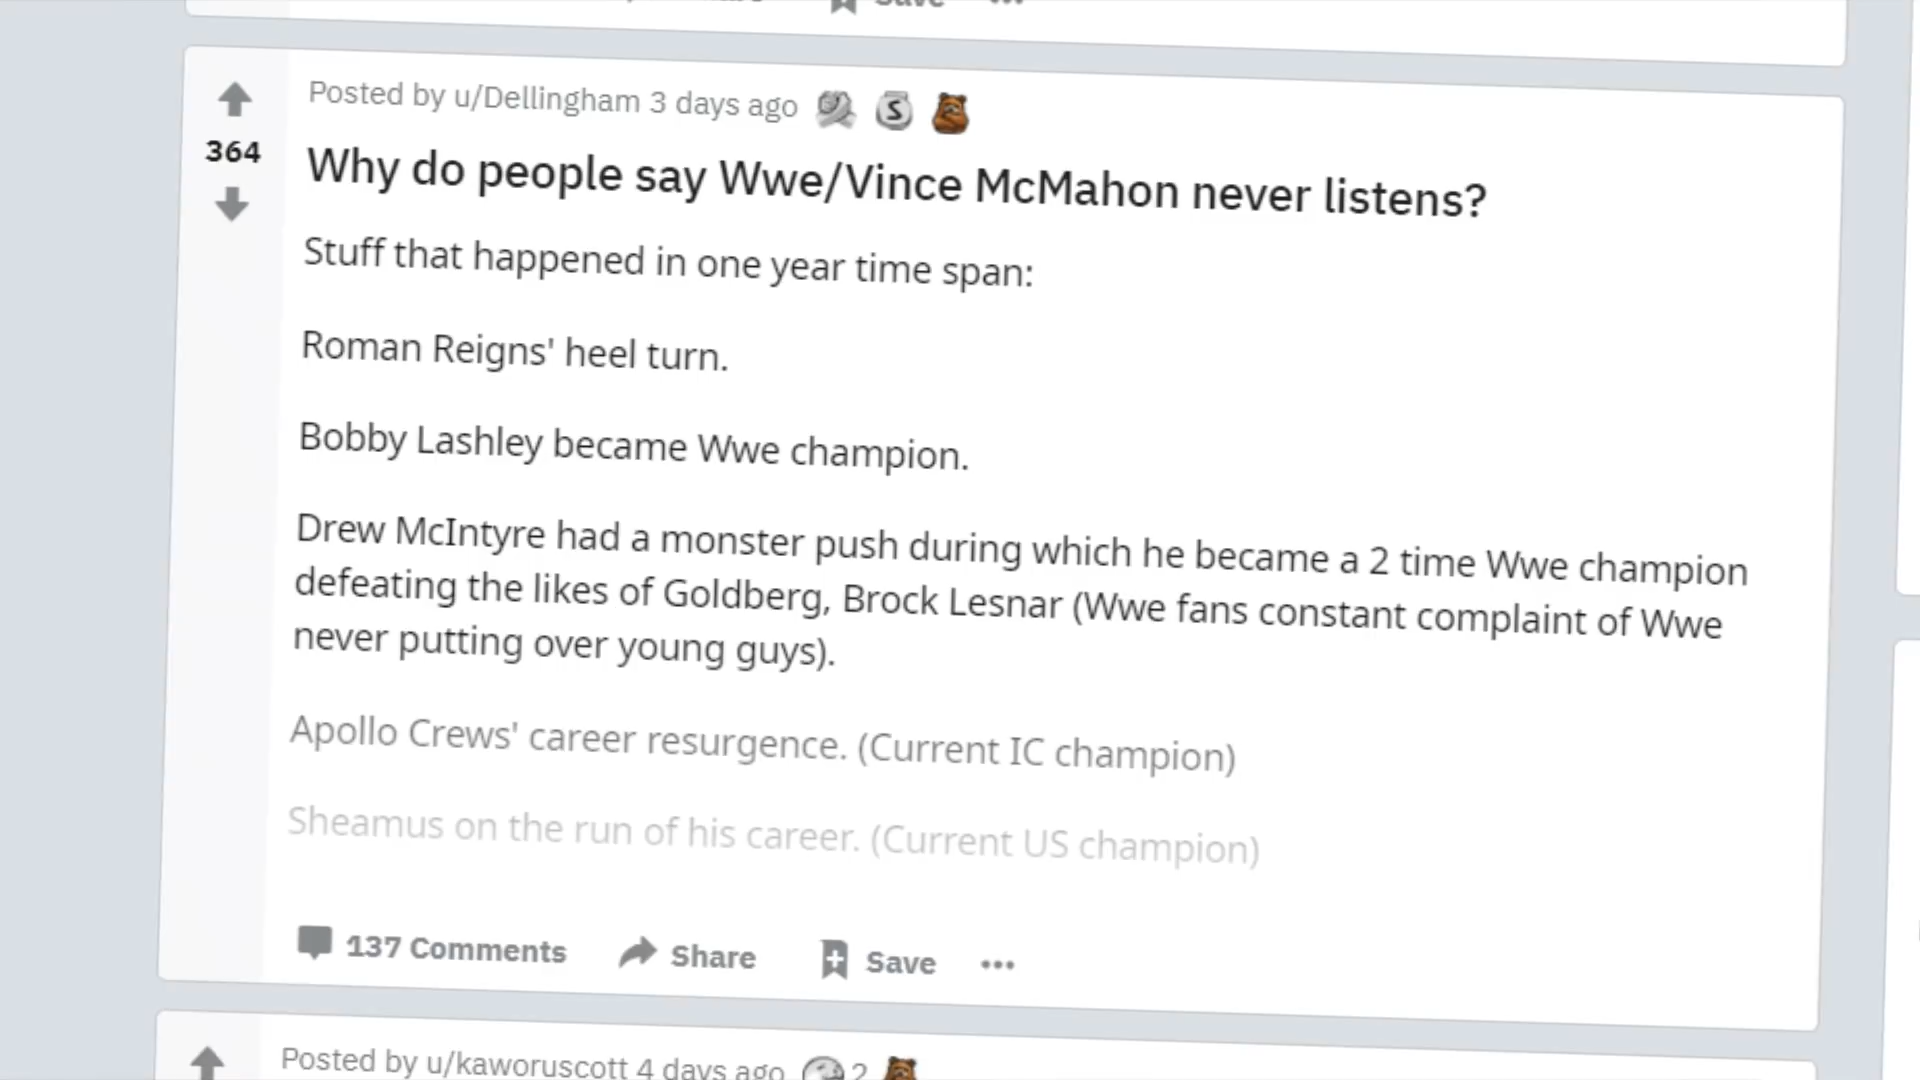 Save
Posted by u/Dellingham 3 days ago
364
Why do people say Wwe/Vince McMahon never listens?
Stuff that happened in one year time span:
Roman Reigns' heel turn.
Bobby Lashley became Wwe champion.
Drew McIntyre had a monster push during which he became a 2 time Wwe champion
defeating the likes of Goldberg, Brock Lesnar (Wwe fans constant complaint of Wwe
never putting over young guys).
Apollo Crews' career resurgence. (Current IC champion)
Sheamus on the run of his career. (Current US champion)
137 Comments Share Save
Posted by u/kaworuscott 4 days ago 2